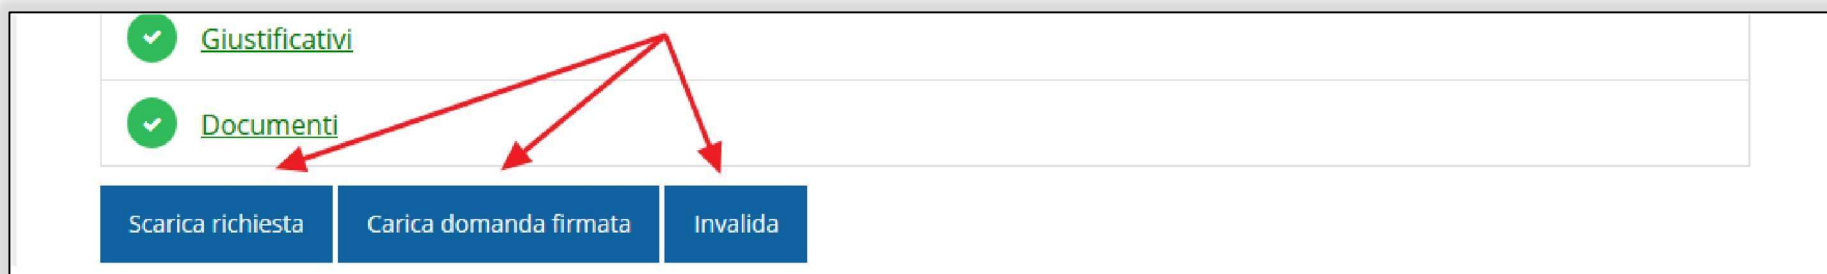 Giustificativi
Documenti
Scarica richiesta
Carica domanda firmata
Invalida